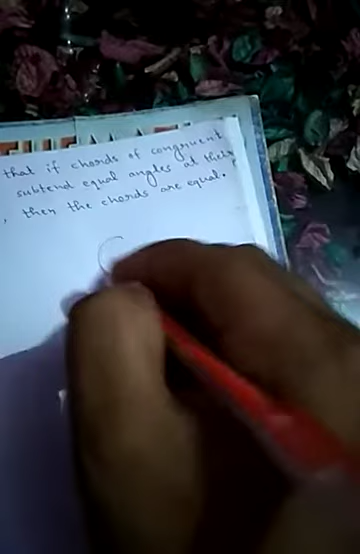 that if chords of congruent
subtend equal angles at their
, then the chords are equal.